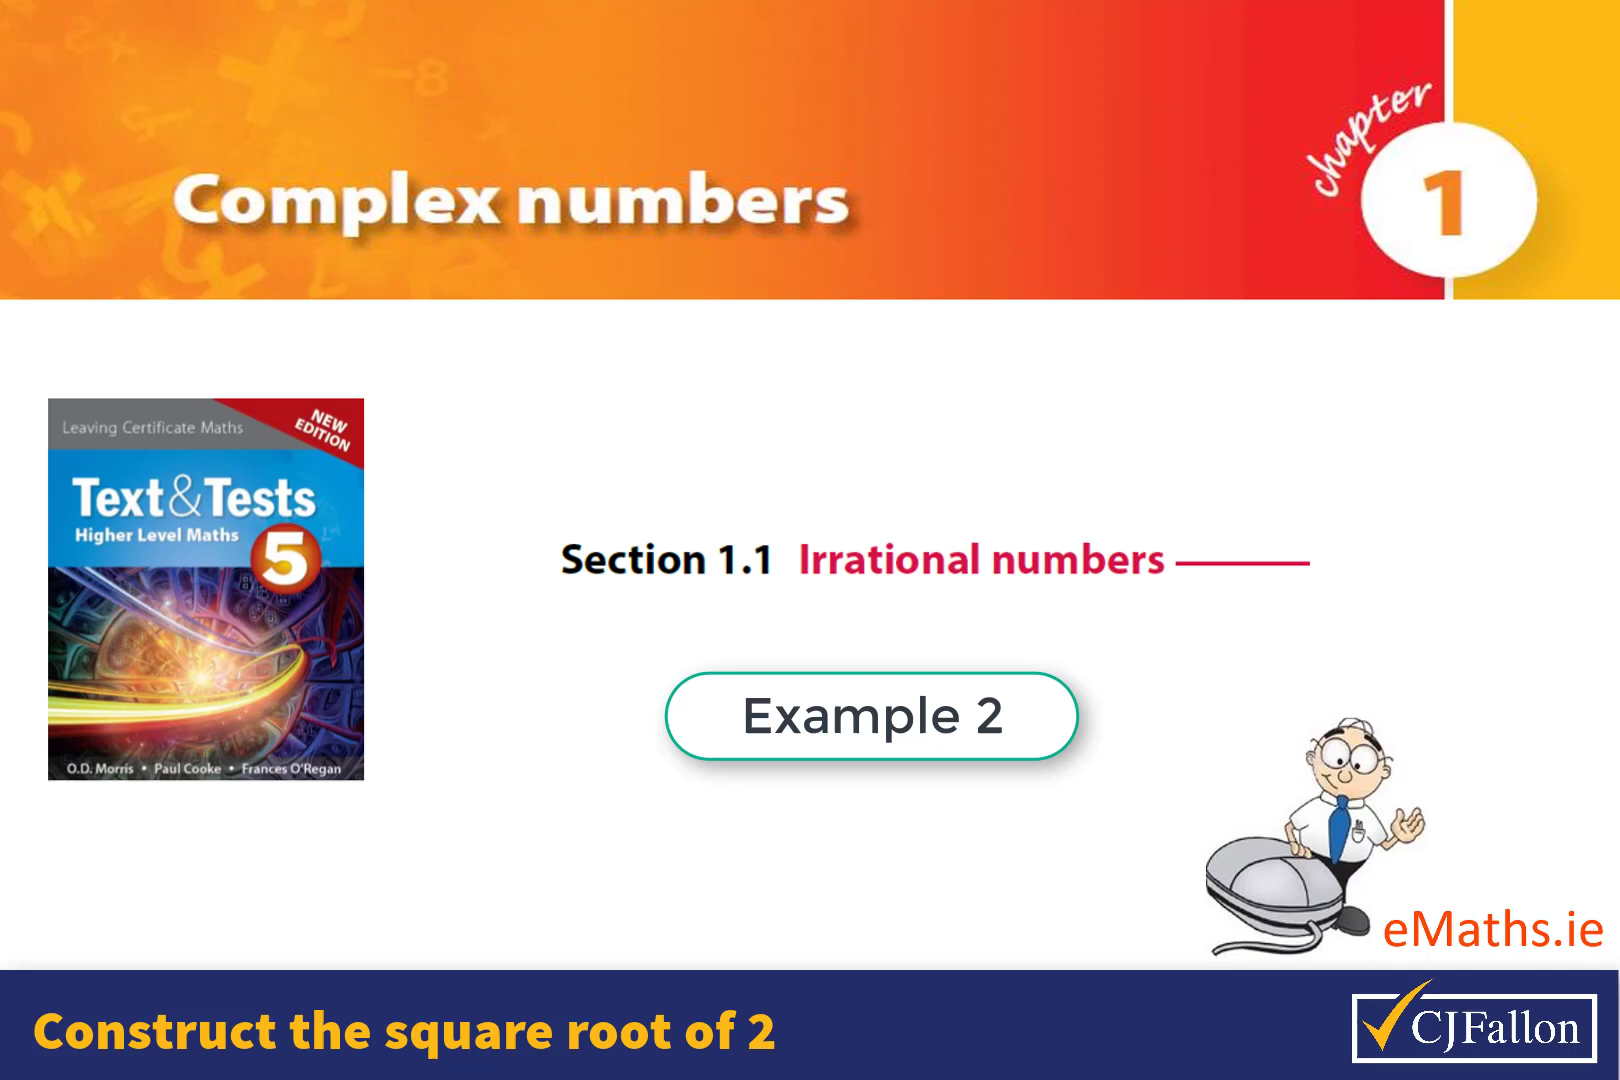 Complex numbers
chapter
1
Leaving Certificate Maths
NEW
EDITION
Text&Tests
Higher Level Maths
5
O.D. Morris • Paul Cooke • Frances O'Regan
Section 1.1 Irrational numbers
Example 2
eMaths.ie
Construct the square root of 2
CJFallon